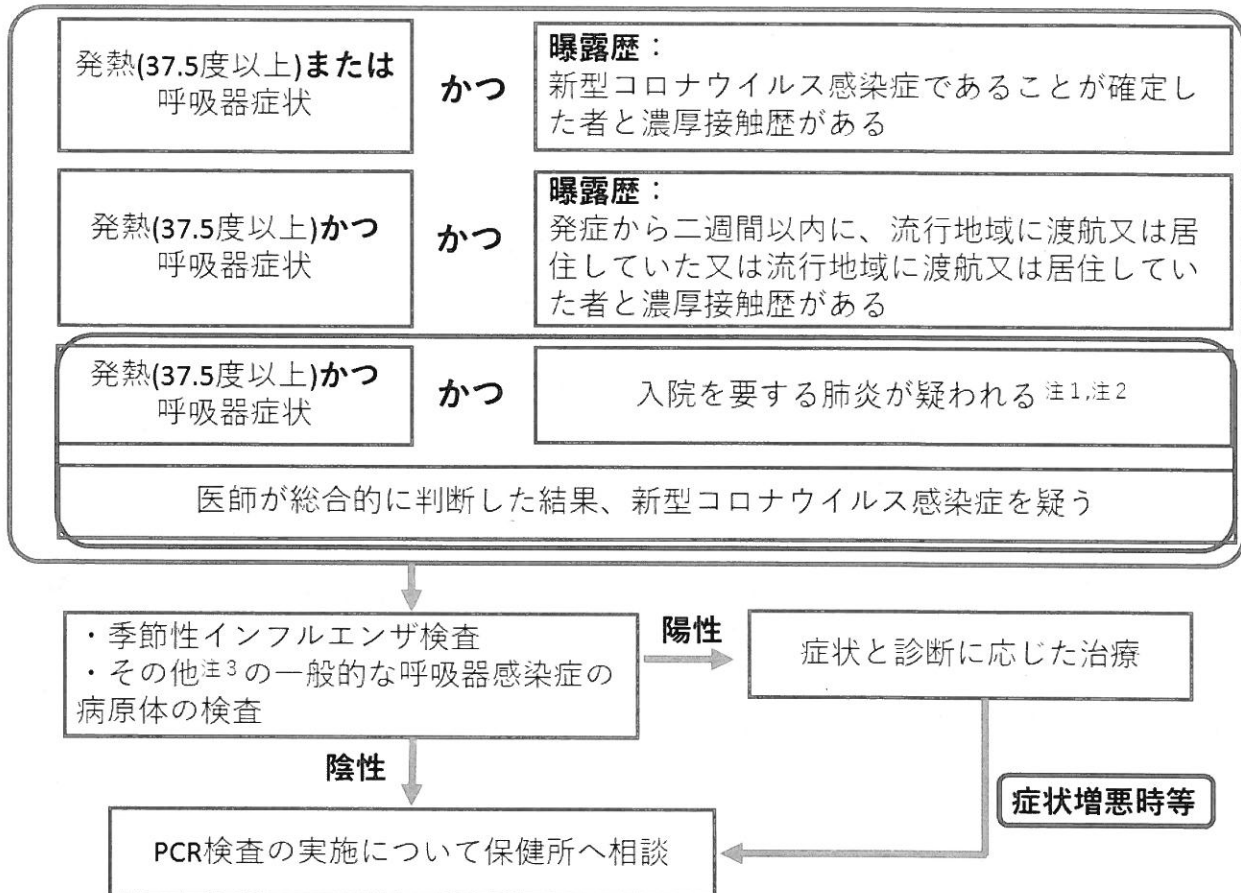 発熱(37.5度以上)または
呼吸器症状
かつ
曝露歴：
新型コロナウイルス感染症であることが確定し
た者と濃厚接触歴がある
発熱(37.5度以上)かつ
呼吸器症状
かつ
曝露歴：
発症から二週間以内に、流行地域に渡航又は居
住していた又は流行地域に渡航又は居住してい
た者と濃厚接触歴がある
発熱(37.5度以上)かつ
呼吸器症状
かつ
入院を要する肺炎が疑われる注1,注2
医師が総合的に判断した結果、新型コロナウイルス感染症を疑う
・季節性インフルエンザ検査
・その他注3の一般的な呼吸器感染症の
病原体の検査
陽性
症状と診断に応じた治療
陰性
症状増悪時等
PCR検査の実施について保健所へ相談